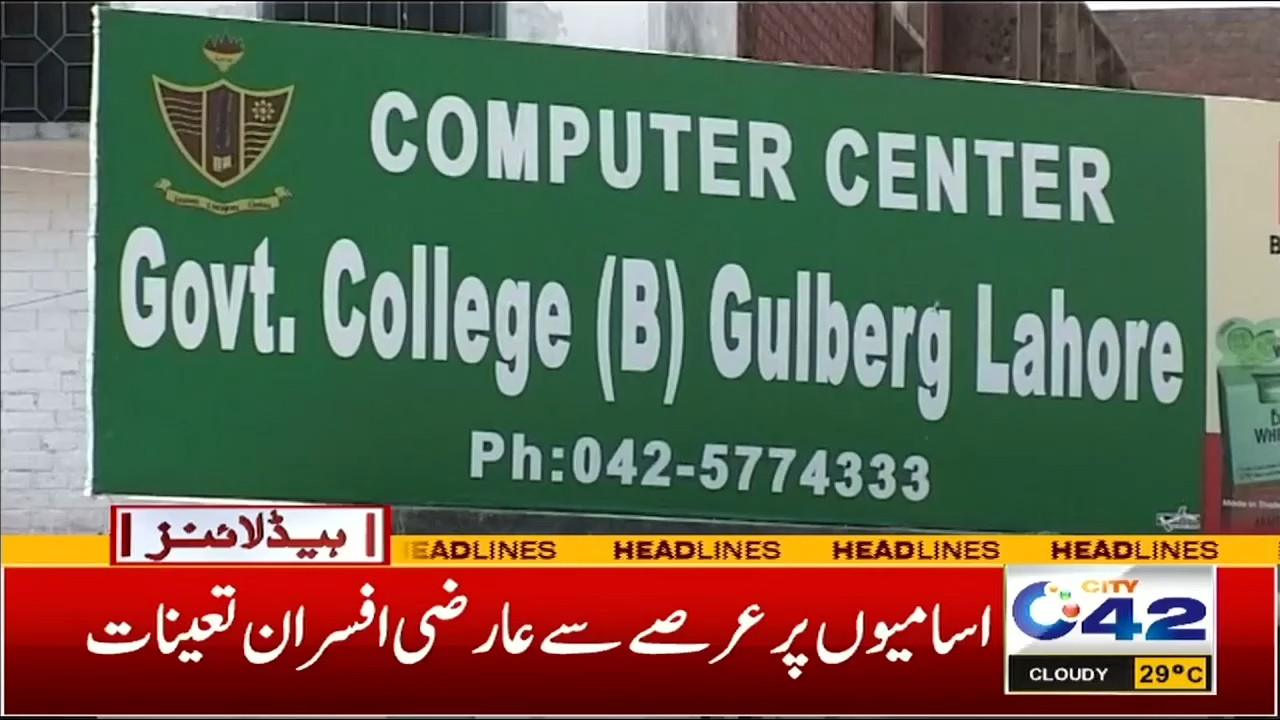 COMPUTER CENTER
Govt. College (B) Gulberg Lahore
Ph:042-5774333
ہیڈلائنز
EADLINES HEADLINES HEADLINES HEADLINES
اسامیوں پر عرصے سے عارضی افسران تعینات
CITY
42
CLOUDY 29°C